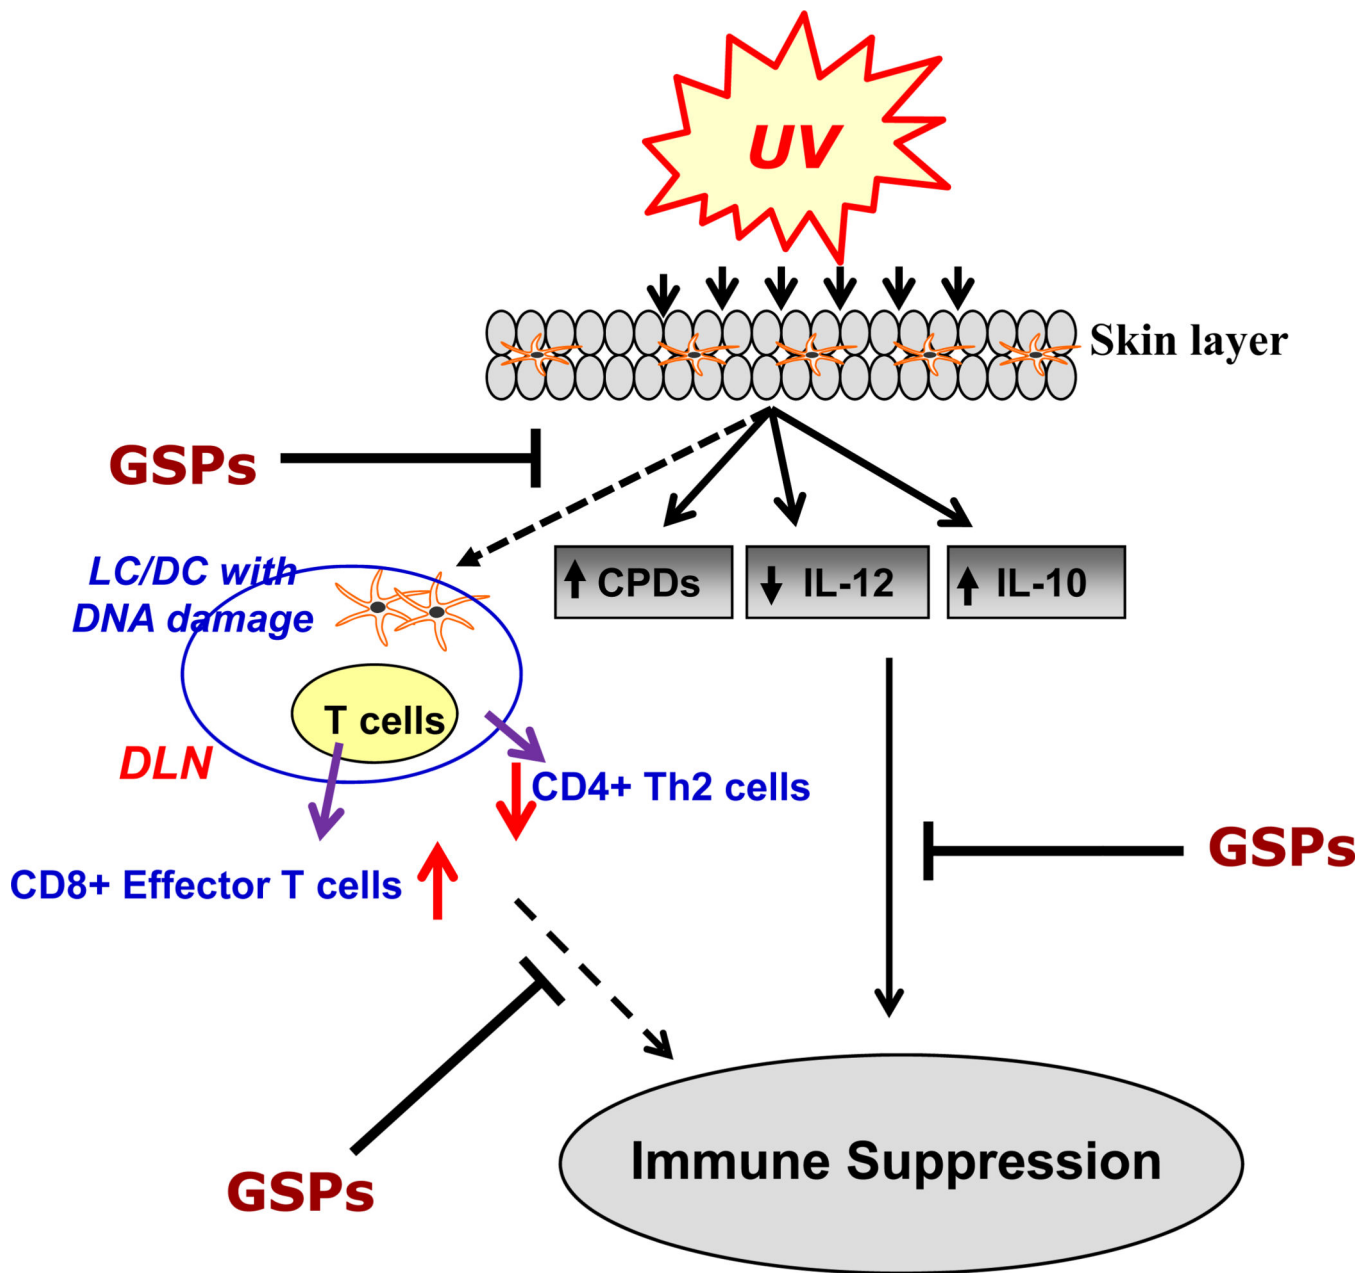 UV
Skin layer
GSPs
LC/DC with
DNA damage
CPDs
IL-12
IL-10
T cells
DLN
CD4+ Th2 cells
CD8+ Effector T cells
GSPs
GSPs
Immune Suppression